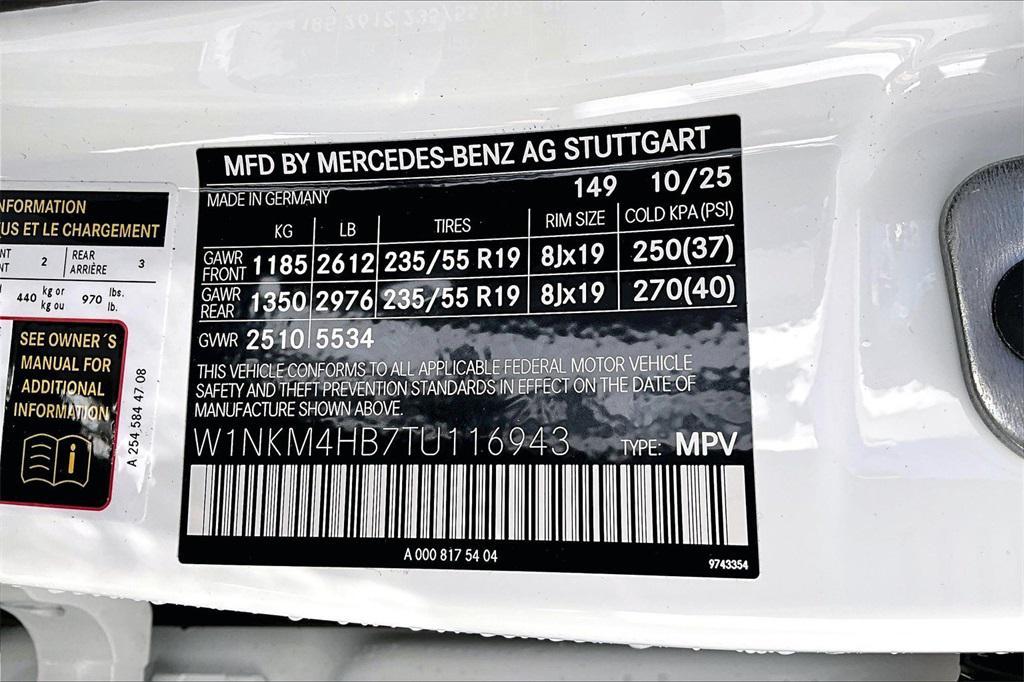 NFORMATION
US ET LE CHARGEMENT
NT
NT
2
REAR
ARRIÈRE
3
440 kg or
kg ou
970 lbs.
lb.
SEE OWNER´S
MANUAL FOR
ADDITIONAL
INFORMATION
i
A 254 584 47 08
MFD BY MERCEDES-BENZ AG STUTTGART
MADE IN GERMANY 149 10/25
KG LB TIRES RIM SIZE COLD KPA (PSI)
GAWR
FRONT 1185 2612 235/55 R19 8Jx19 250(37)
GAWR
REAR 1350 2976 235/55 R19 8Jx19 270(40)
GVWR 2510 5534
THIS VEHICLE CONFORMS TO ALL APPLICABLE FEDERAL MOTOR VEHICLE
SAFETY AND THEFT PREVENTION STANDARDS IN EFFECT ON THE DATE OF
MANUFACTURE SHOWN ABOVE.
W1NKM4HB7TU116943 TYPE: MPV
A 000 817 54 04
9743354